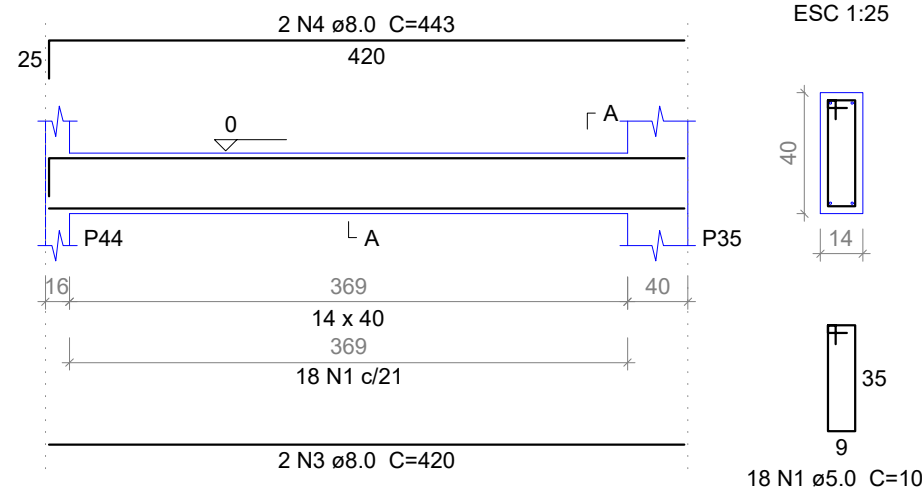 2 N4 ø8.0 C=443
ESC 1:25
25
420
A
0
40
P44
A
P35
14
16
369
40
14 x 40
369
18 N1 c/21
35
9
2 N3 ø8.0 C=420
18 N1 ø5.0 C=10